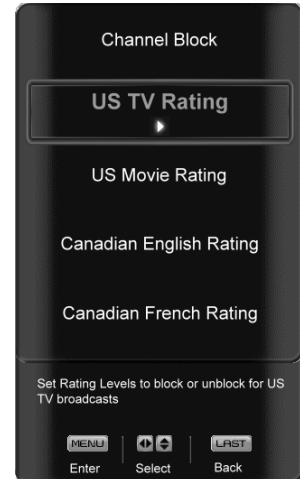 Channel Block
US TV Rating
US Movie Rating
Canadian English Rating
Canadian French Rating
Set Rating Levels to block or unblock for US
TV broadcasts
MENU LAST
Enter Select Back